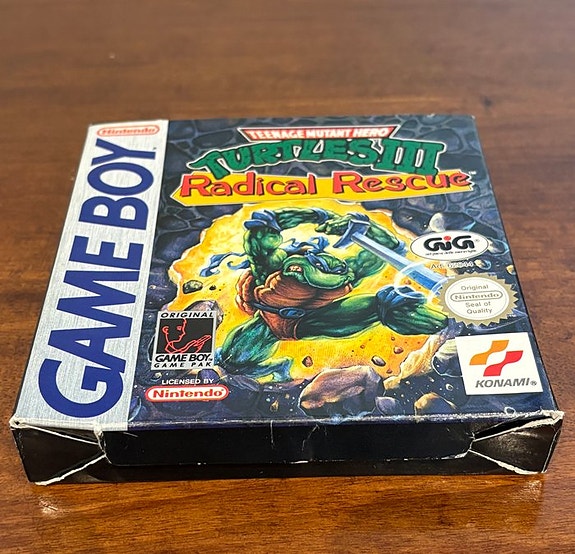 Nintendo
GAME BOY
TEENAGE MUTANT HERO
TURTLES III
Radical Rescue
GiG
Original
Nintendo
Seal of
Quality
ORIGINAL
GAME BOY
GAME PAK
LICENSED BY
Nintendo
KONAMI®